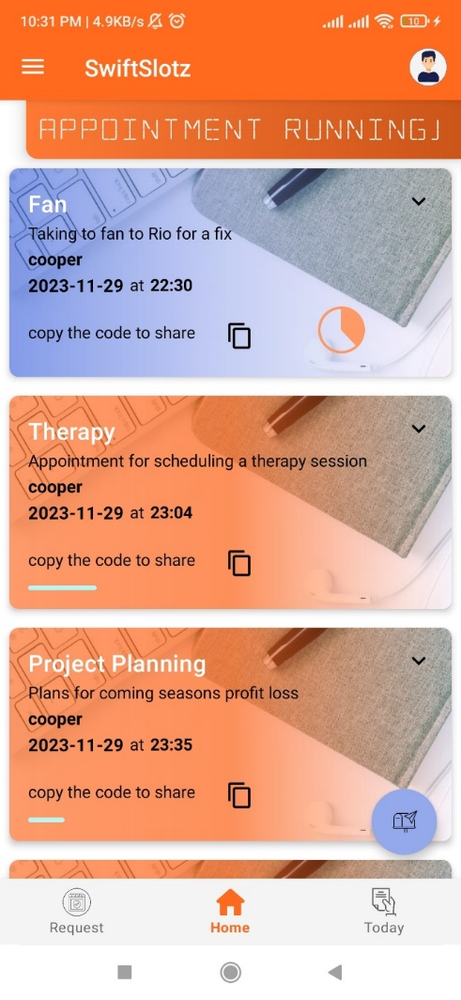 10:31 PM | 4.9KB/s
10
SwiftSlotz
APPOINTMENT RUNNING
Fan
Taking to fan to Rio for a fix
cooper
2023-11-29 at 22:30
copy the code to share
Therapy
Appointment for scheduling a therapy session
cooper
2023-11-29 at 23:04
copy the code to share
Project Planning
Plans for coming seasons profit loss
cooper
2023-11-29 at 23:35
copy the code to share
Request
Home
Today